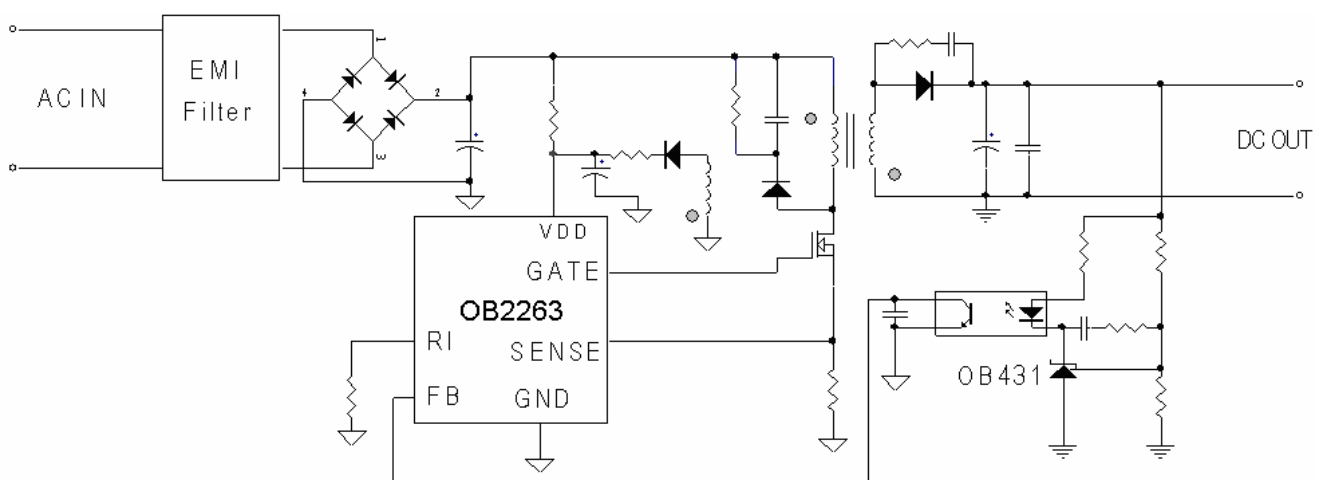 EMI
Filter
AC IN
1
4
2
3
DC OUT
VDD
GATE
OB2263
RI
SENSE
FB
GND
OB431
+
+
+